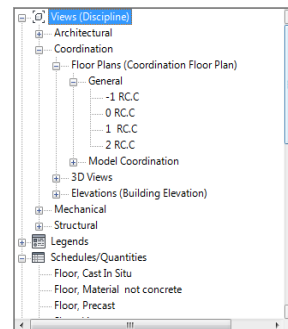 Views (Discipline)
Architectural
Coordination
Floor Plans (Coordination Floor Plan)
General
-1 RC.C
0 RC.C
1 RC.C
2 RC.C
Model Coordination
3D Views
Elevations (Building Elevation)
Mechanical
Structural
Legends
Schedules/Quantities
Floor, Cast In Situ
Floor, Material not concrete
Floor, Precast